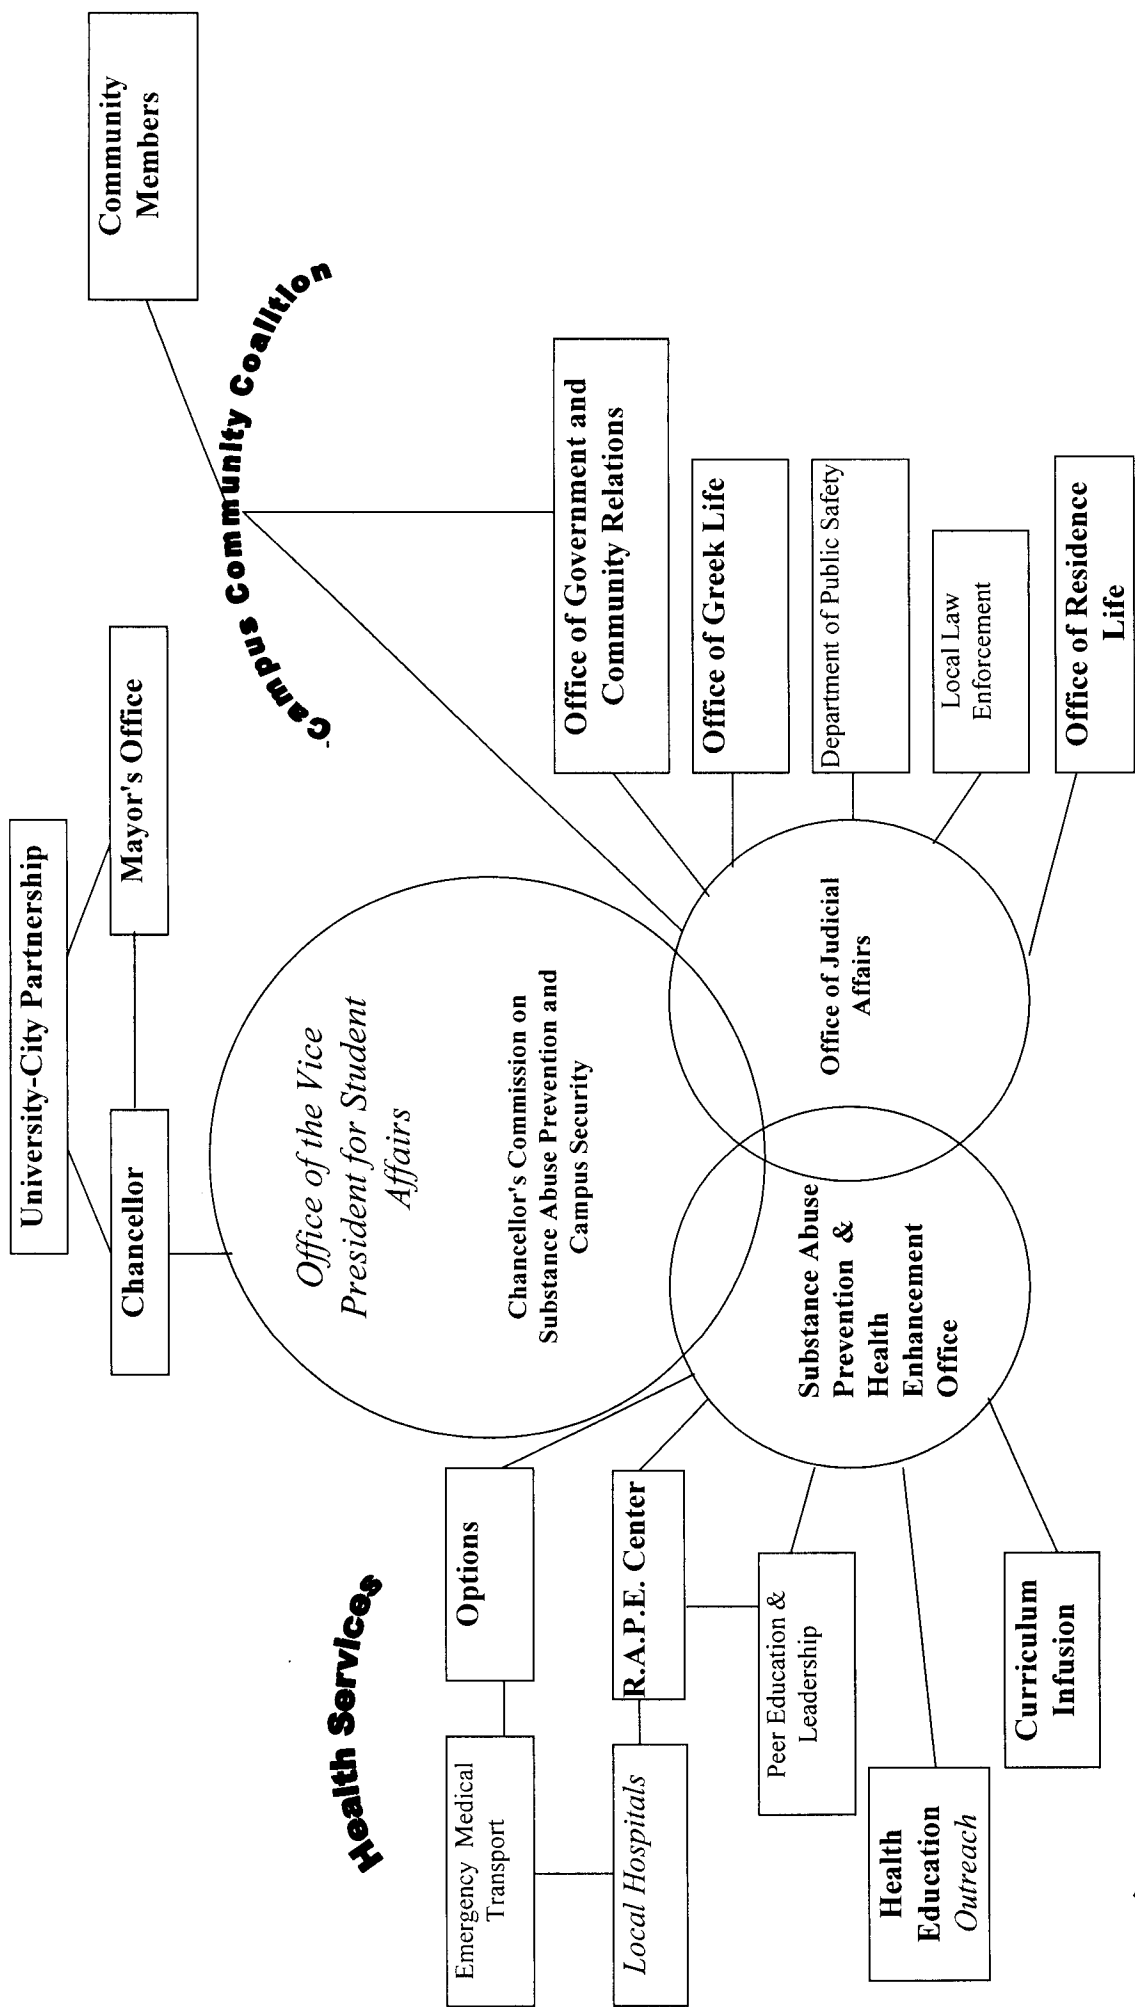 University-City Partnership
Chancellor
Mayor's Office
Community
Members
Campus Community Coalition
Health Services
Office of the Vice
President for Student
Affairs
Chancellor's Commission on
Substance Abuse Prevention and
Campus Security
Emergency Medical
Transport
Options
Local Hospitals
R.A.P.E. Center
Peer Education &
Leadership
Health
Education
Outreach
Curriculum
Infusion
Substance Abuse
Prevention &
Health
Enhancement
Office
Office of Judicial
Affairs
Office of Government and
Community Relations
Office of Greek Life
Department of Public Safety
Local Law
Enforcement
Office of Residence
Life